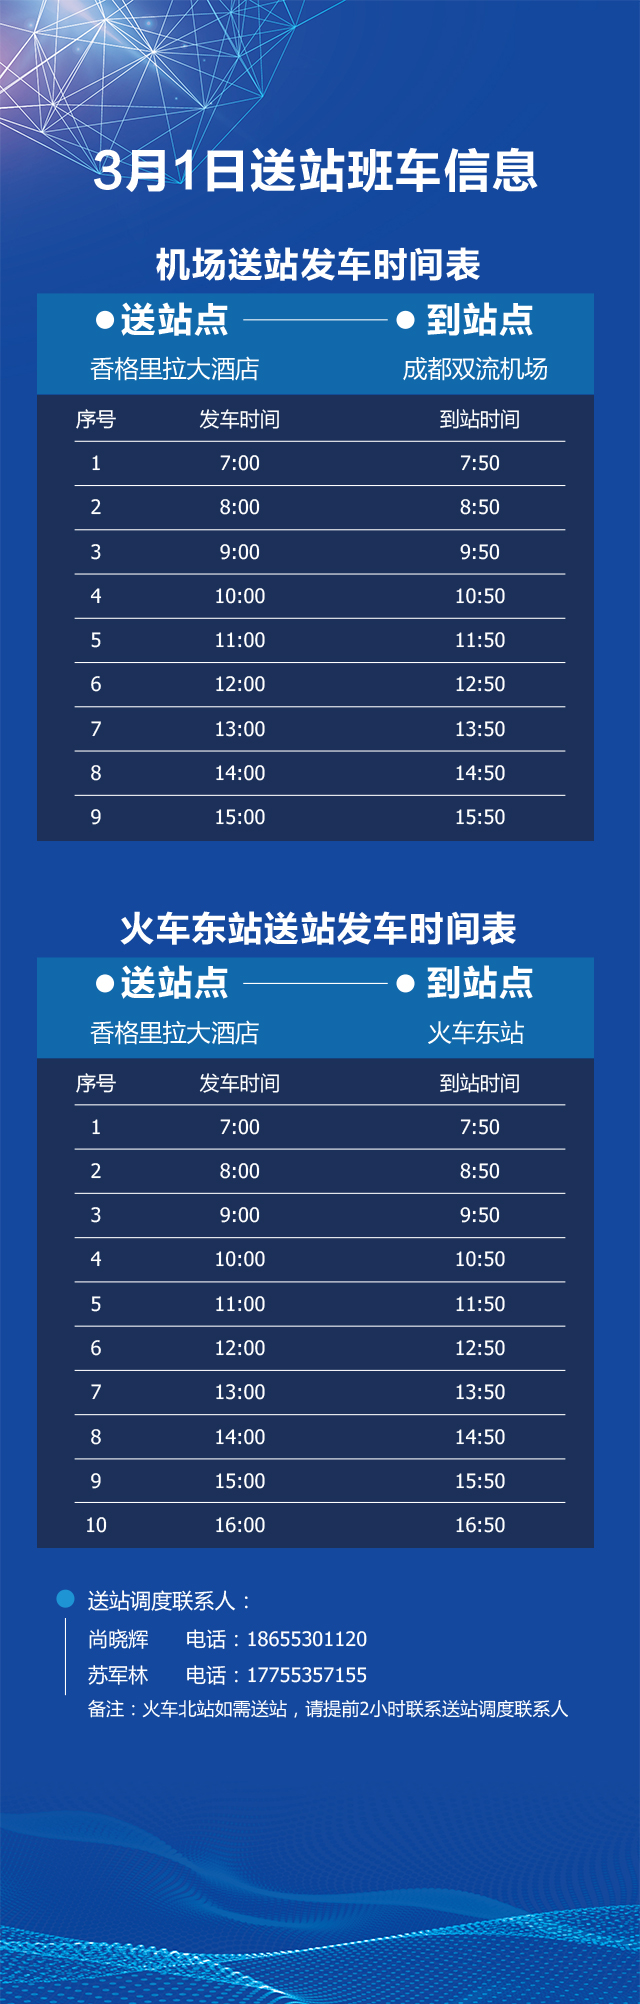 3月1日送站班车信息
机场送站发车时间表
送站点 到站点
香格里拉大酒店 成都双流机场
序号 发车时间 到站时间
1 7:00 7:50
2 8:00 8:50
3 9:00 9:50
4 10:00 10:50
5 11:00 11:50
6 12:00 12:50
7 13:00 13:50
8 14:00 14:50
9 15:00 15:50
火车东站送站发车时间表
送站点 到站点
香格里拉大酒店 火车东站
序号 发车时间 到站时间
1 7:00 7:50
2 8:00 8:50
3 9:00 9:50
4 10:00 10:50
5 11:00 11:50
6 12:00 12:50
7 13:00 13:50
8 14:00 14:50
9 15:00 15:50
10 16:00 16:50
送站调度联系人：
尚晓辉 电话：18655301120
苏军林 电话：17755357155
备注：火车北站如需送站，请提前2小时联系送站调度联系人